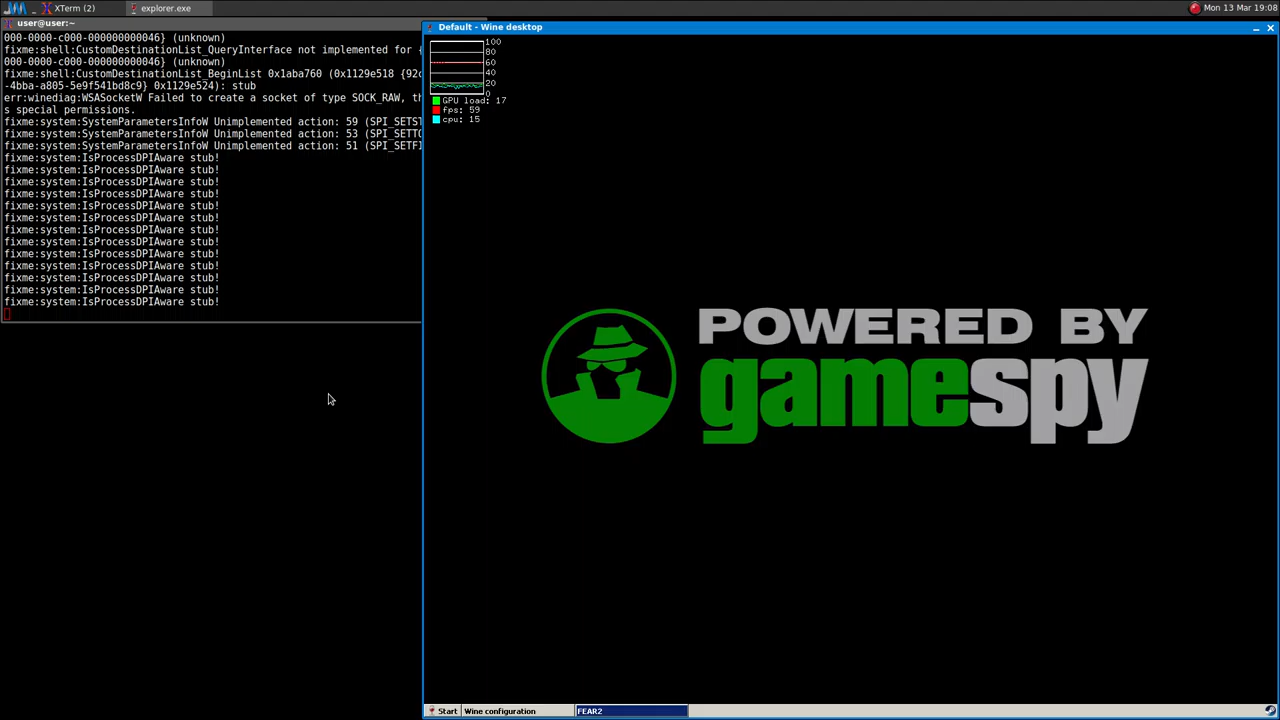 XTerm (2)
explorer.exe
Mon 13 Mar 19:08
user@user:~
000-0000-c000-000000000046} (unknown)
fixme:shell:CustomDestinationList_QueryInterface not implemented for {
000-0000-c000-000000000046} (unknown)
fixme:shell:CustomDestinationList_BeginList 0x1aba760 (0x1129e518 {92c
-4bba-a805-5e9f541bd8c9} 0x1129e524): stub
err:winediag:WSASocketW Failed to create a socket of type SOCK_RAW, th
s special permissions.
fixme:system:SystemParametersInfoW Unimplemented action: 59 (SPI_SETST
fixme:system:SystemParametersInfoW Unimplemented action: 53 (SPI_SETTO
fixme:system:SystemParametersInfoW Unimplemented action: 51 (SPI_SETFI
fixme:system:IsProcessDPIAware stub!
fixme:system:IsProcessDPIAware stub!
fixme:system:IsProcessDPIAware stub!
fixme:system:IsProcessDPIAware stub!
fixme:system:IsProcessDPIAware stub!
fixme:system:IsProcessDPIAware stub!
fixme:system:IsProcessDPIAware stub!
fixme:system:IsProcessDPIAware stub!
fixme:system:IsProcessDPIAware stub!
fixme:system:IsProcessDPIAware stub!
fixme:system:IsProcessDPIAware stub!
fixme:system:IsProcessDPIAware stub!
fixme:system:IsProcessDPIAware stub!
Default - Wine desktop
100
80
60
40
20
0
GPU load: 17
fps: 59
cpu: 15
POWERED BY
gamespy
Start
Wine configuration
FEAR2